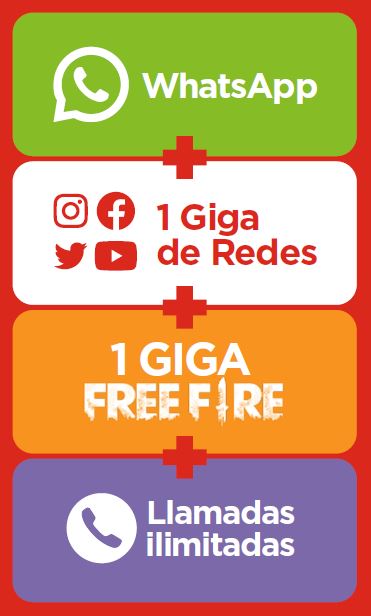 WhatsApp
1 Giga
de Redes
1 GIGA
FREE FIRE
Llamadas
ilimitadas